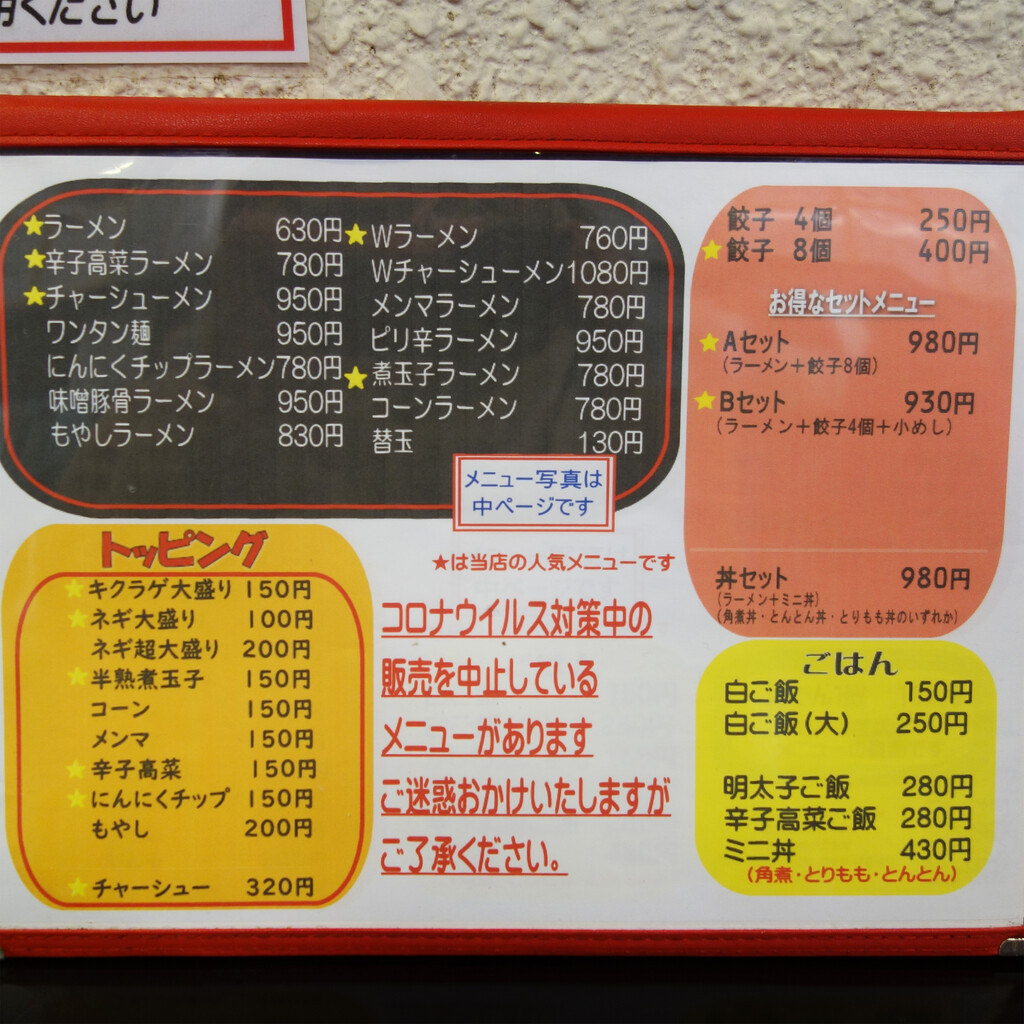 ください
★ラーメン 630円
★辛子高菜ラーメン 780円
★チャーシューメン 950円
ワンタン麺 950円
にんにくチップラーメン 780円
味噌豚骨ラーメン 950円
もやしラーメン 830円
★Wラーメン 760円
Wチャーシューメン 1080円
メンマラーメン 780円
ピリ辛ラーメン 950円
★煮玉子ラーメン 780円
コーンラーメン 780円
替玉 130円
メニュー写真は
中ページです
餃子 4個 250円
★餃子 8個 400円
お得なセットメニュー
★Aセット 980円
(ラーメン+餃子8個)
★Bセット 930円
(ラーメン+餃子4個+小めし)
丼セット 980円
(ラーメン+ミニ丼)
(角煮丼・とんとん丼・とりもも丼のいずれか)
トッピング
★キクラゲ大盛り 150円
★ネギ大盛り 100円
ネギ超大盛り 200円
★半熟煮玉子 150円
コーン 150円
メンマ 150円
★辛子高菜 150円
★にんにくチップ 150円
もやし 200円
★チャーシュー 320円
★は当店の人気メニューです
コロナウイルス対策中の
販売を中止している
メニューがあります
ご迷惑おかけいたしますが
ご了承ください。
ごはん
白ご飯 150円
白ご飯(大) 250円
明太子ご飯 280円
辛子高菜ご飯 280円
ミニ丼 430円
(角煮・とりもも・とんとん)